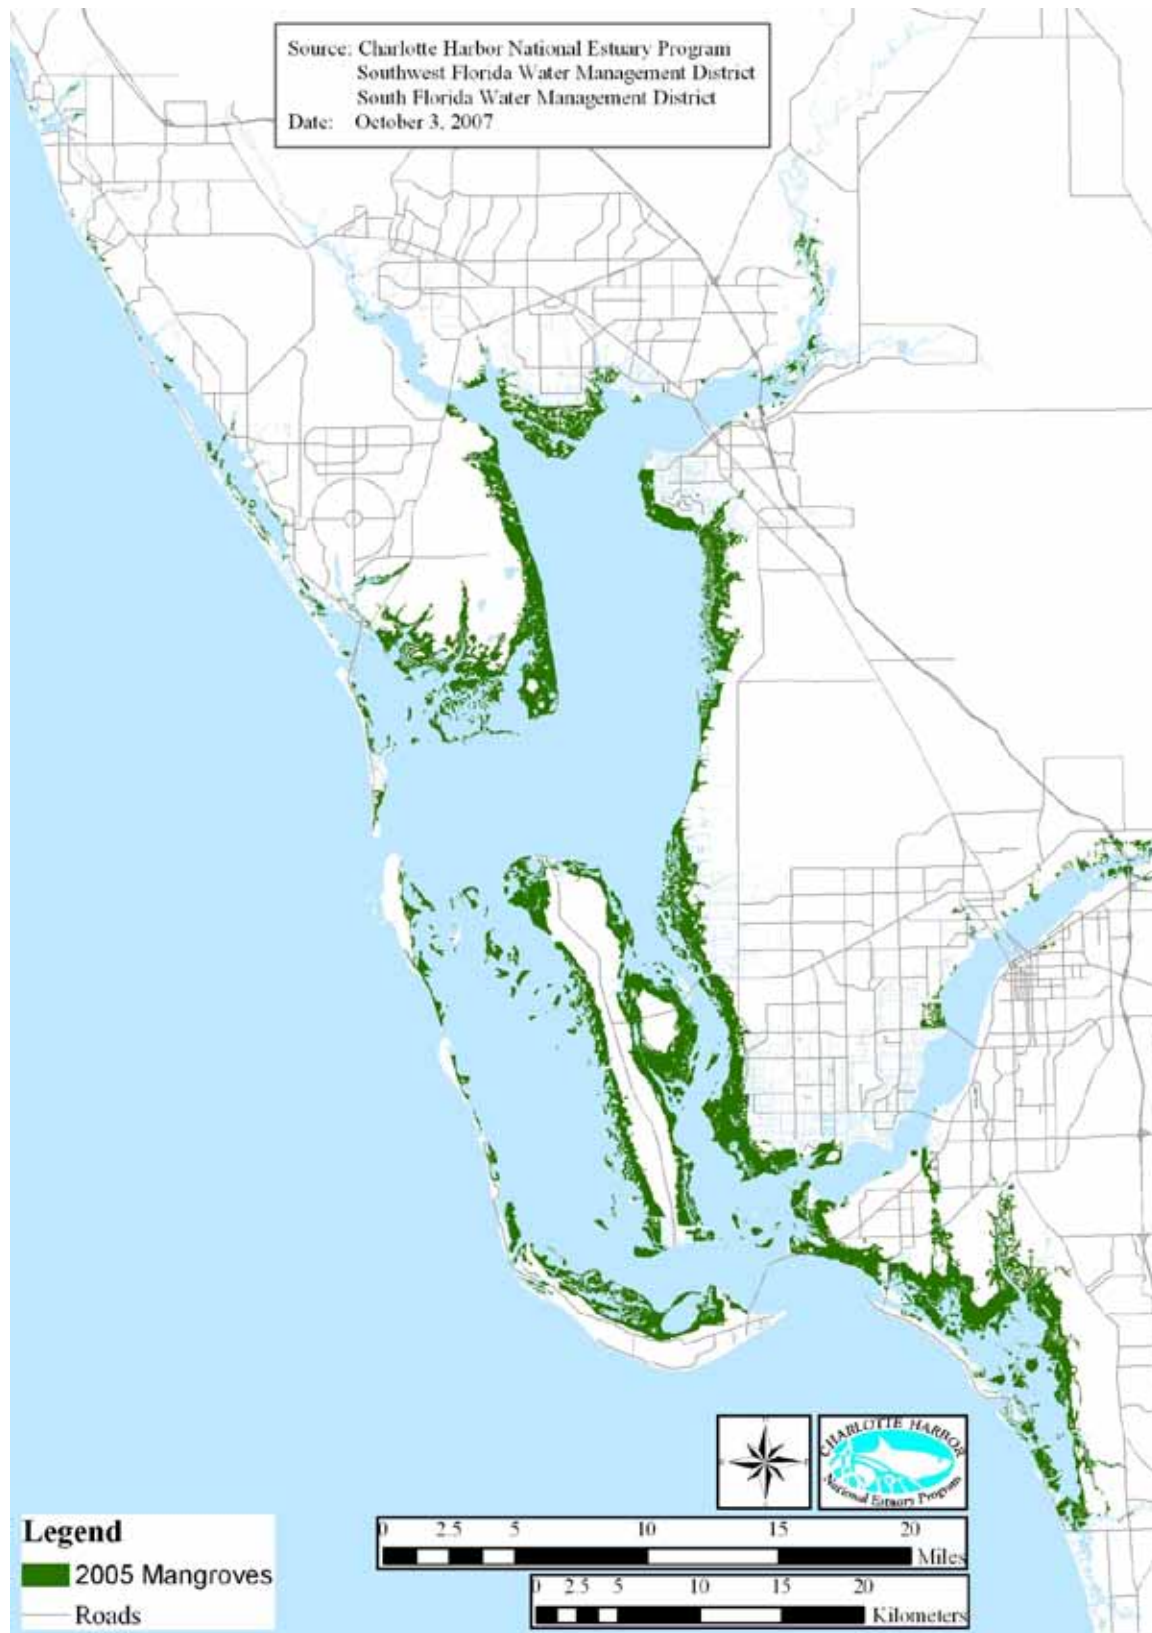 Source: Charlotte Harbor National Estuary Program
Southwest Florida Water Management District
South Florida Water Management District
Date: October 3, 2007
CHARLOTTE HARBOR
National Estuary Program
Legend
2005 Mangroves
Roads
0 2.5 5 10 15 20
Miles
0 2.5 5 10 15 20
Kilometers